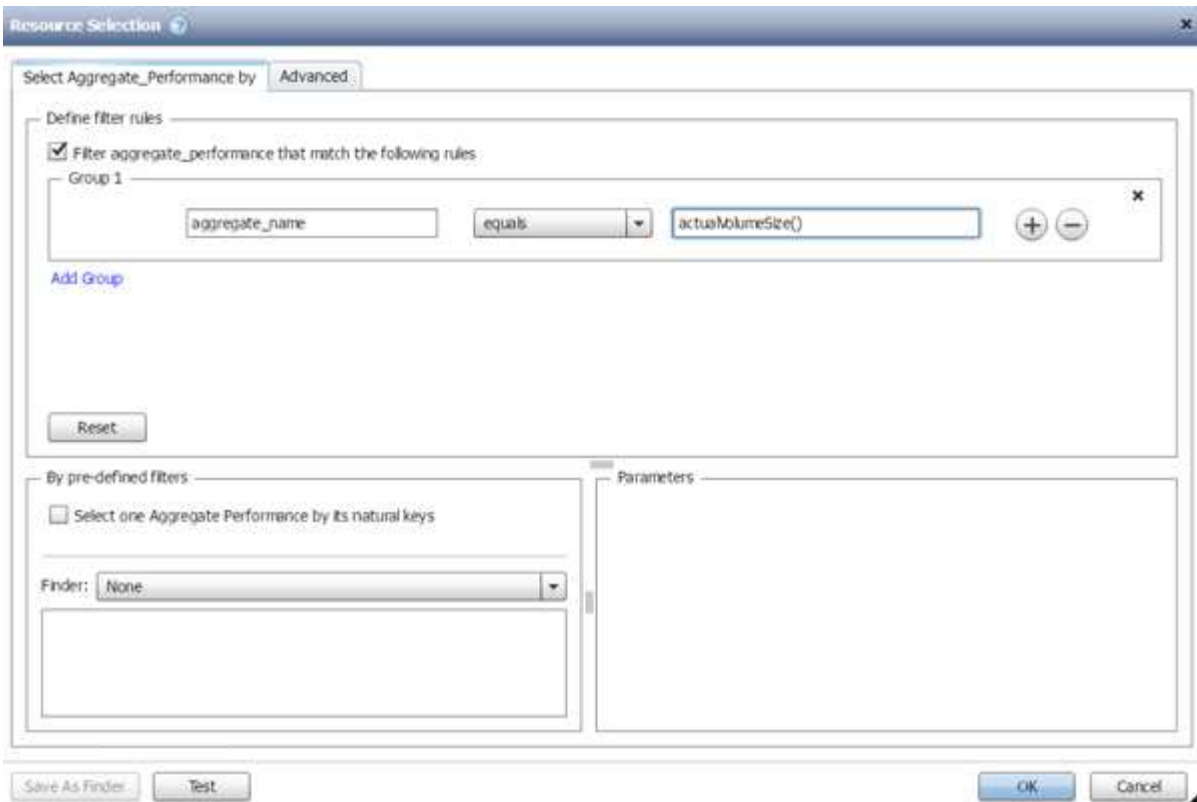 Resource Selection
Select Aggregate_Performance by
Advanced
Define filter rules
Filter aggregate_performance that match the following rules
Group 1
aggregate_name
equals
actualVolumeSize()
Add Group
Reset
By pre-defined filters
Select one Aggregate Performance by its natural keys
Finder: None
Parameters
Save As Finder
Test
OK
Cancel